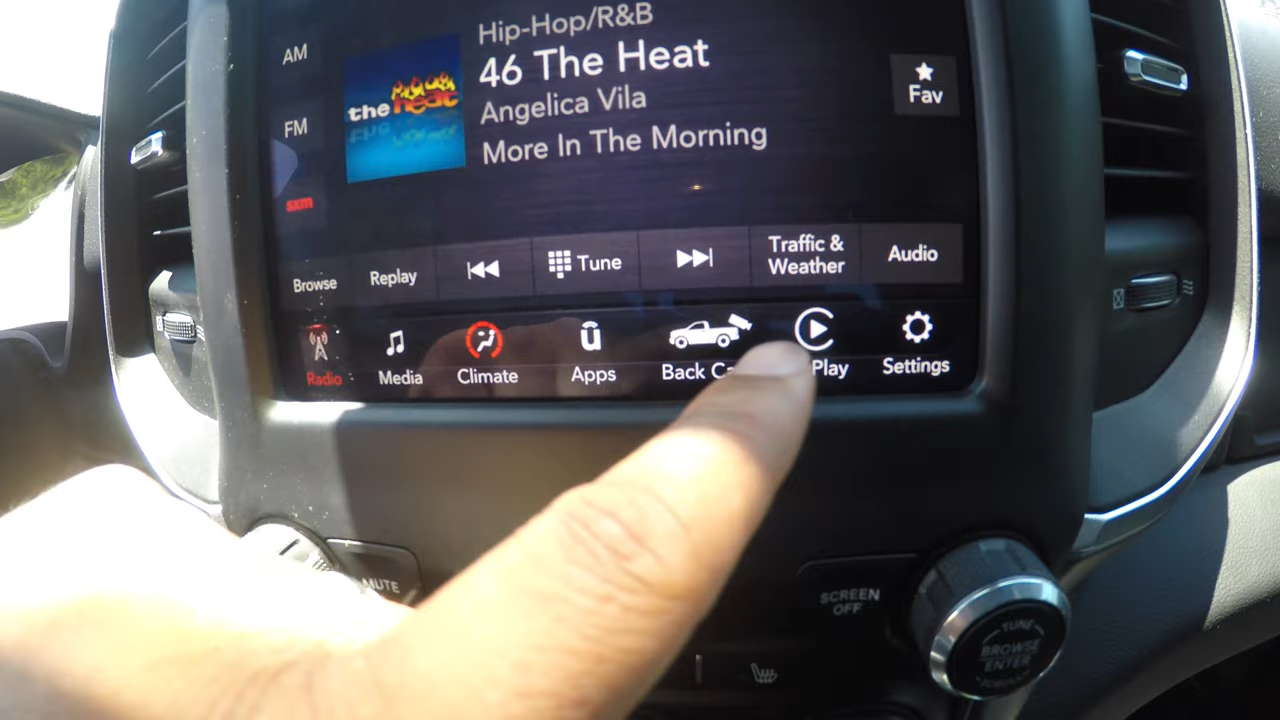 Hip-Hop/R&B
AM
46 The Heat
Fav
the heat
Angelica Vila
FM
More In The Morning
sxm
Browse
Replay
Tune
Traffic &
Weather
Audio
Radio
Media
Climate
Apps
Back
Play
Settings
MUTE
SCREEN
OFF
TUNE
BROWSE
ENTER